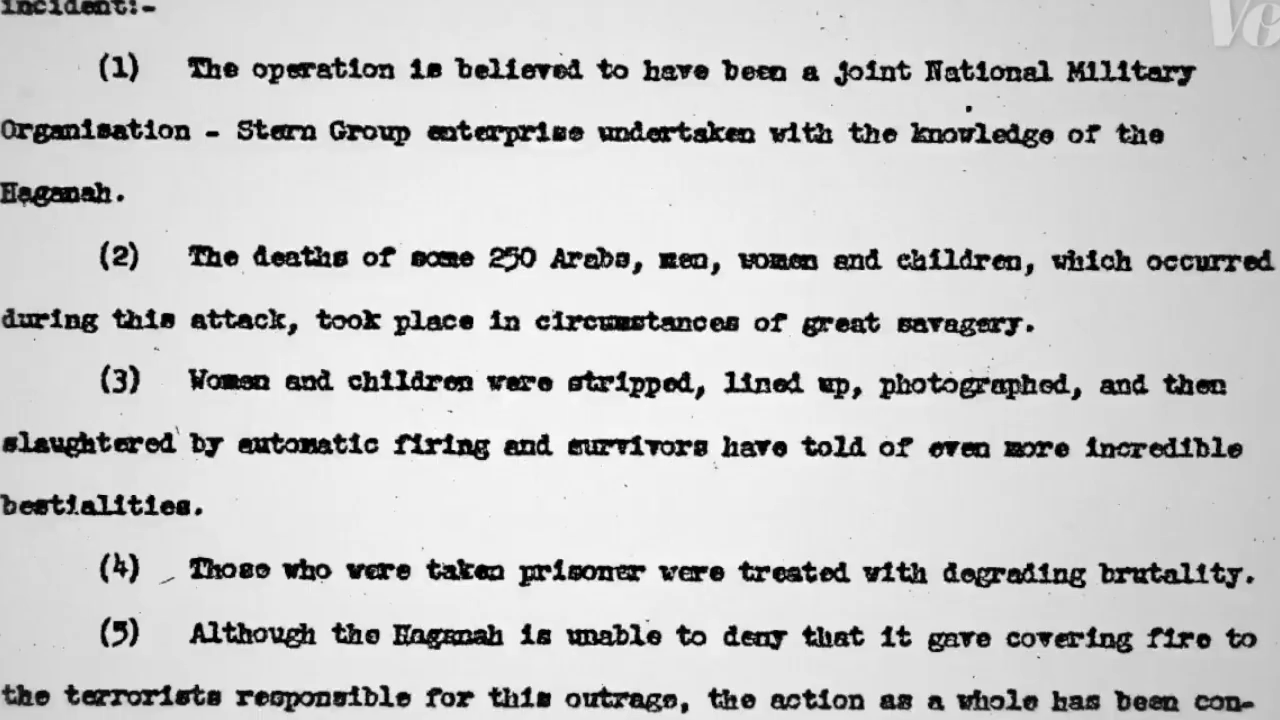 incident:-
Vo
(1) The operation is believed to have been a joint National Military
Organisation - Stern Group enterprise undertaken with the knowledge of the
Haganah.
(2) The deaths of some 250 Arabs, men, women and children, which occurred
during this attack, took place in circumstances of great savagery.
(3) Women and children were stripped, lined up, photographed, and then
slaughtered by automatic firing and survivors have told of even more incredible
bestialities.
(4) Those who were taken prisoner were treated with degrading brutality.
(5) Although the Haganah is unable to deny that it gave covering fire to
the terrorists responsible for this outrage, the action as a whole has been con-